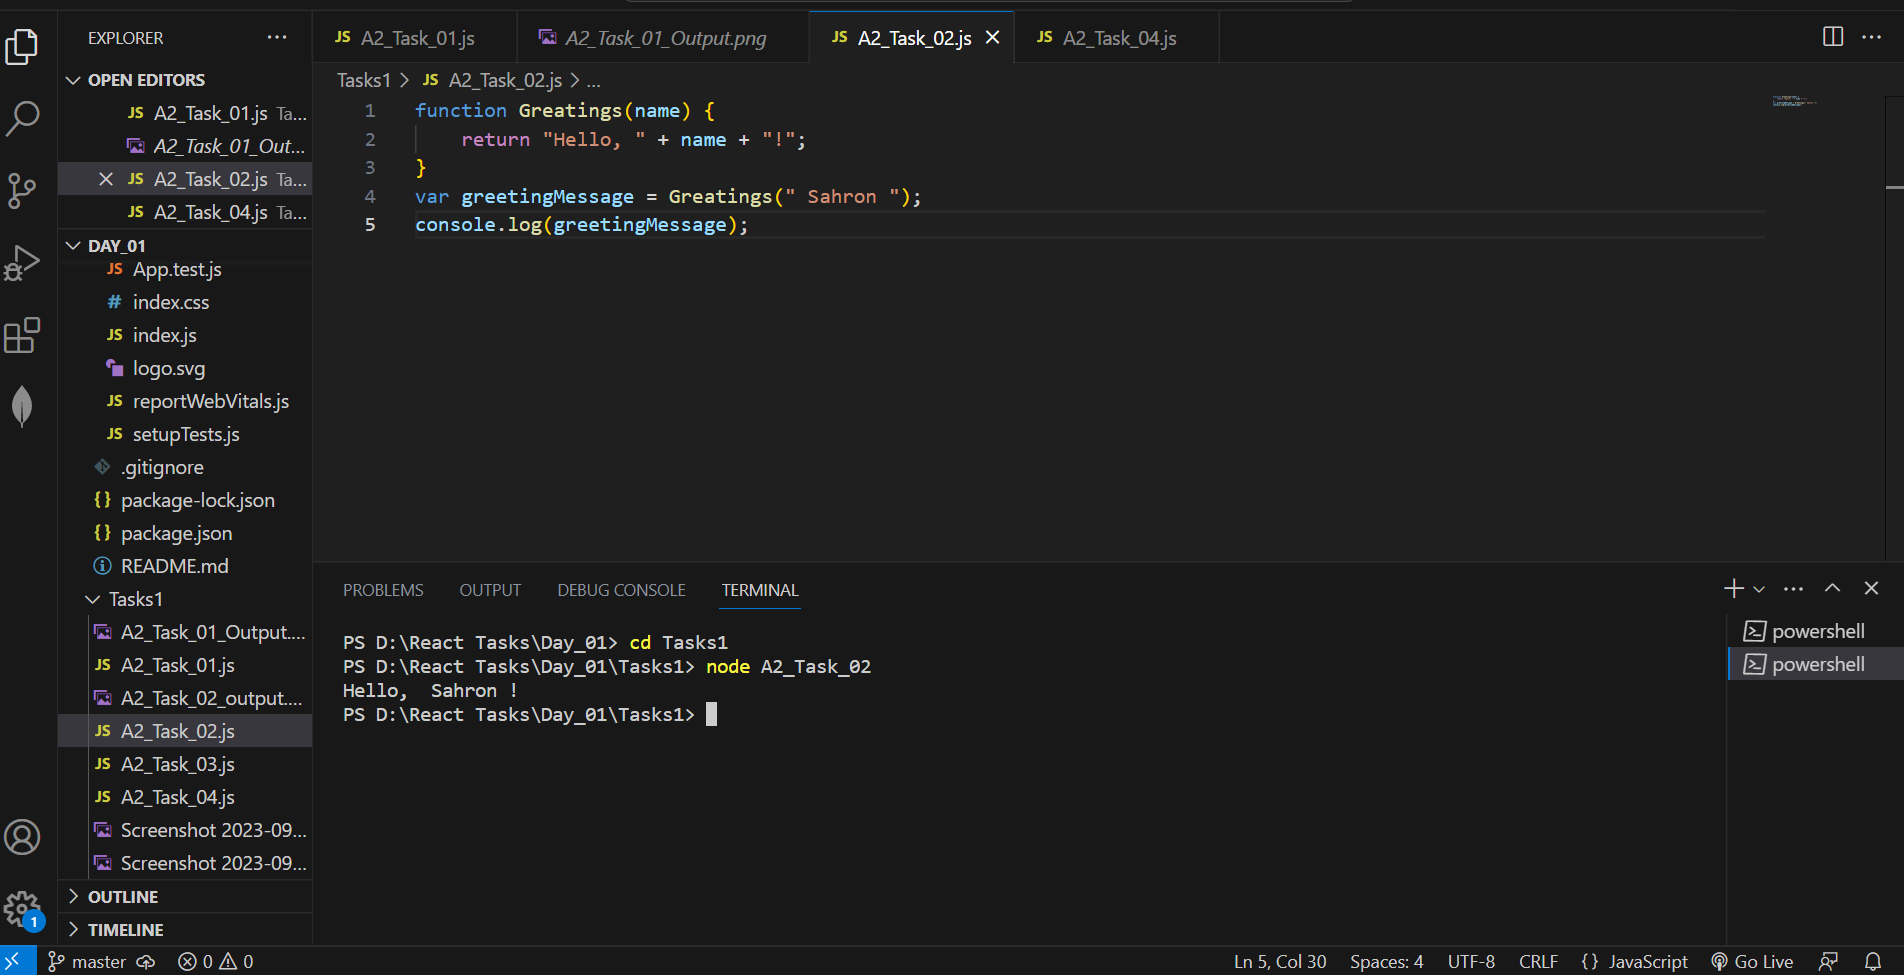 EXPLORER
OPEN EDITORS
JS A2_Task_01.js Ta...
A2_Task_01_Out...
JS A2_Task_02.js Ta...
JS A2_Task_04.js Ta...
DAY_01
JS App.test.js
# index.css
JS index.js
logo.svg
JS reportWebVitals.js
JS setupTests.js
.gitignore
{} package-lock.json
{} package.json
README.md
Tasks1
A2_Task_01_Output....
JS A2_Task_01.js
A2_Task_02_output....
JS A2_Task_02.js
JS A2_Task_03.js
JS A2_Task_04.js
Screenshot 2023-09...
Screenshot 2023-09...
OUTLINE
TIMELINE
1
JS A2_Task_01.js
A2_Task_01_Output.png
JS A2_Task_02.js
JS A2_Task_04.js
Tasks1 > JS A2_Task_02.js > ...
1 function Greatings(name) {
2 return "Hello, " + name + "!";
3 }
4 var greetingMessage = Greatings(" Sahron ");
5 console.log(greetingMessage);
PROBLEMS OUTPUT DEBUG CONSOLE TERMINAL
PS D:\React Tasks\Day_01> cd Tasks1
PS D:\React Tasks\Day_01\Tasks1> node A2_Task_02
Hello,  Sahron !
PS D:\React Tasks\Day_01\Tasks1>
powershell
powershell
master 0 0 Ln 5, Col 30 Spaces: 4 UTF-8 CRLF {} JavaScript Go Live